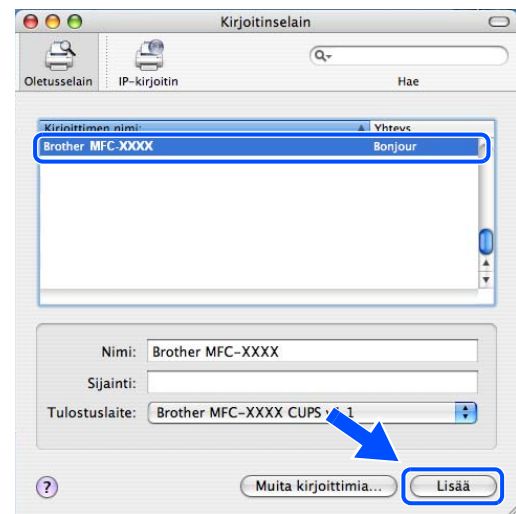 Kirjoitinselain
Oletusselain IP-kirjoitin Hae
Kirjoittimen nimi: Yhteys
Brother MFC-XXXX Bonjour
Nimi: Brother MFC-XXXX
Sijainti:
Tulostuslaite: Brother MFC-XXXX CUPS
? Muita kirjoittimia... Lisää